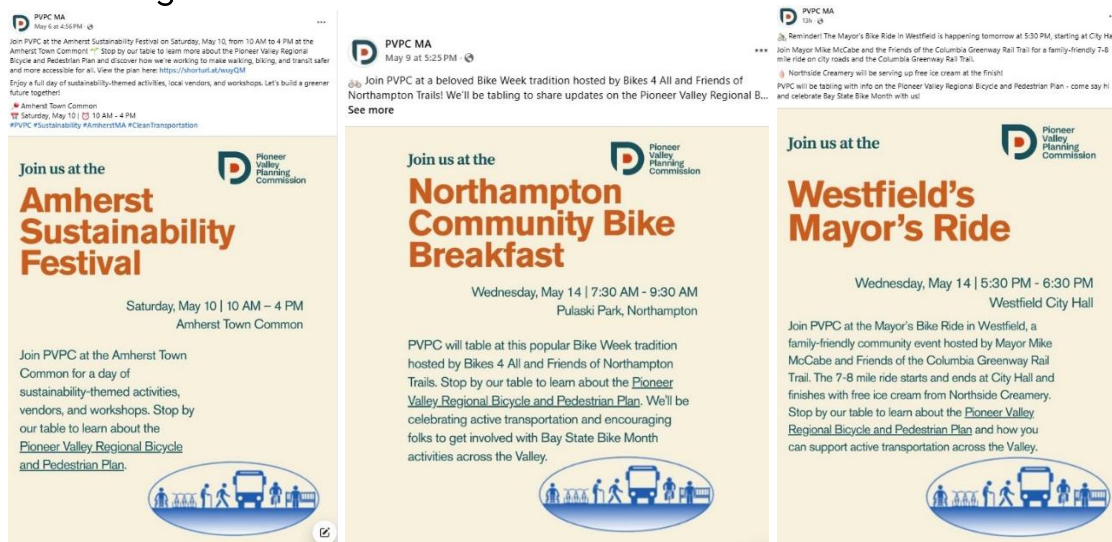 PVPC MA
May 6 at 4:56 PM ·
Join PVPC at the Amherst Sustainability Festival on Saturday, May 10, from 10 AM to 4 PM at the
Amherst Town Common! 🌱 Stop by our table to learn more about the Pioneer Valley Regional
Bicycle and Pedestrian Plan and discover how we're working to make walking, biking, and transit safer
and more accessible for all. View the plan here: https://shorturl.at/wuyQM
Enjoy a full day of sustainability-themed activities, local vendors, and workshops. Let's build a greener
future together!
📍 Amherst Town Common
📅 Saturday, May 10 | ⏰ 10 AM – 4 PM
#PVPC #Sustainability #AmherstMA #CleanTransportation
Join us at the
Pioneer
Valley
Planning
Commission
Amherst
Sustainability
Festival
Saturday, May 10 | 10 AM – 4 PM
Amherst Town Common
Join PVPC at the Amherst Town
Common for a day of
sustainability-themed activities,
vendors, and workshops. Stop by
our table to learn about the
Pioneer Valley Regional Bicycle
and Pedestrian Plan.
PVPC MA
May 9 at 5:25 PM ·
🚲 Join PVPC at a beloved Bike Week tradition hosted by Bikes 4 All and Friends of
Northampton Trails! We'll be tabling to share updates on the Pioneer Valley Regional B...
See more
Join us at the
Pioneer
Valley
Planning
Commission
Northampton
Community Bike
Breakfast
Wednesday, May 14 | 7:30 AM - 9:30 AM
Pulaski Park, Northampton
PVPC will table at this popular Bike Week tradition
hosted by Bikes 4 All and Friends of Northampton
Trails. Stop by our table to learn about the Pioneer
Valley Regional Bicycle and Pedestrian Plan. We'll be
celebrating active transportation and encouraging
folks to get involved with Bay State Bike Month
activities across the Valley.
PVPC MA
13h ·
🚴 Reminder! The Mayor's Bike Ride in Westfield is happening tomorrow at 5:30 PM, starting at City Ha
Join Mayor Mike McCabe and the Friends of the Columbia Greenway Rail Trail for a family-friendly 7-8
mile ride on city roads and the Columbia Greenway Rail Trail.
🍦 Northside Creamery will be serving up free ice cream at the finish!
PVPC will be tabling with info on the Pioneer Valley Regional Bicycle and Pedestrian Plan - come say hi
and celebrate Bay State Bike Month with us!
Join us at the
Pioneer
Valley
Planning
Commission
Westfield's
Mayor's Ride
Wednesday, May 14 | 5:30 PM - 6:30 PM
Westfield City Hall
Join PVPC at the Mayor's Bike Ride in Westfield, a
family-friendly community event hosted by Mayor Mike
McCabe and Friends of the Columbia Greenway Rail
Trail. The 7-8 mile ride starts and ends at City Hall and
finishes with free ice cream from Northside Creamery.
Stop by our table to learn about the Pioneer Valley
Regional Bicycle and Pedestrian Plan and how you
can support active transportation across the Valley.